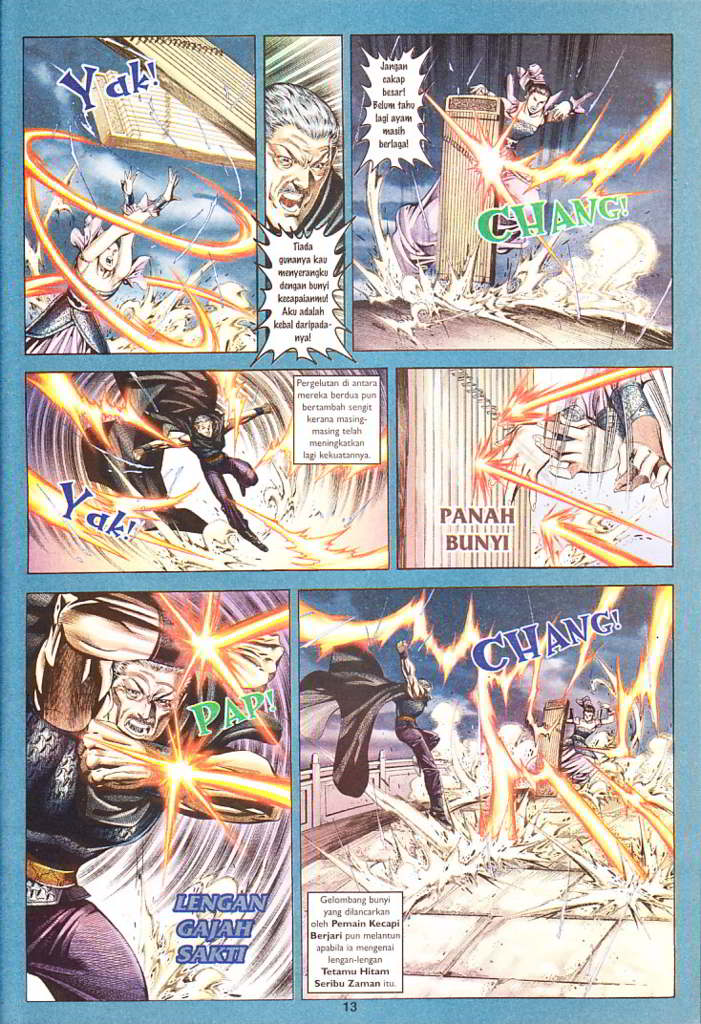 Yak!
Tiada
gunanya kau
menyerangku
dengan bunyi
kecapaianmu!
Aku adalah
kebal daripada-
nya!
Jangan
cakap
besar!
Belum tahu
lagi ayam
masih
berlaga!
CHANG!
Yak!
Pergelutan di antara
mereka berdua pun
bertambah sengit
kerana masing-
masing telah
meningkatkan
lagi kekuatannya.
PANAH
BUNYI
PAP!
LENGAN
GAJAH
SAKTI
CHANG!
Gelombang bunyi
yang dilancarkan
oleh Pemain Kecapi
Berjari pun melantun
apabila ia mengenai
lengan-lengan
Tetamu Hitam
Seribu Zaman itu.
13